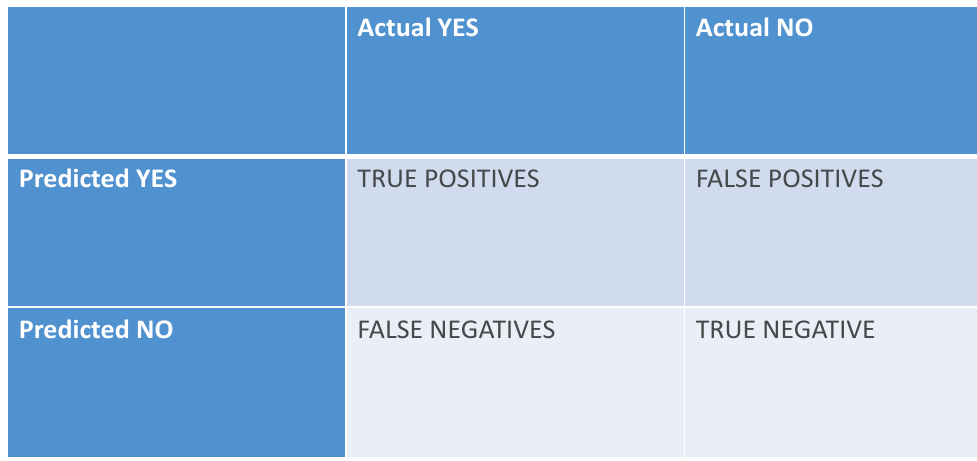 Actual YES
Actual NO
Predicted YES
TRUE POSITIVES
FALSE POSITIVES
Predicted NO
FALSE NEGATIVES
TRUE NEGATIVE